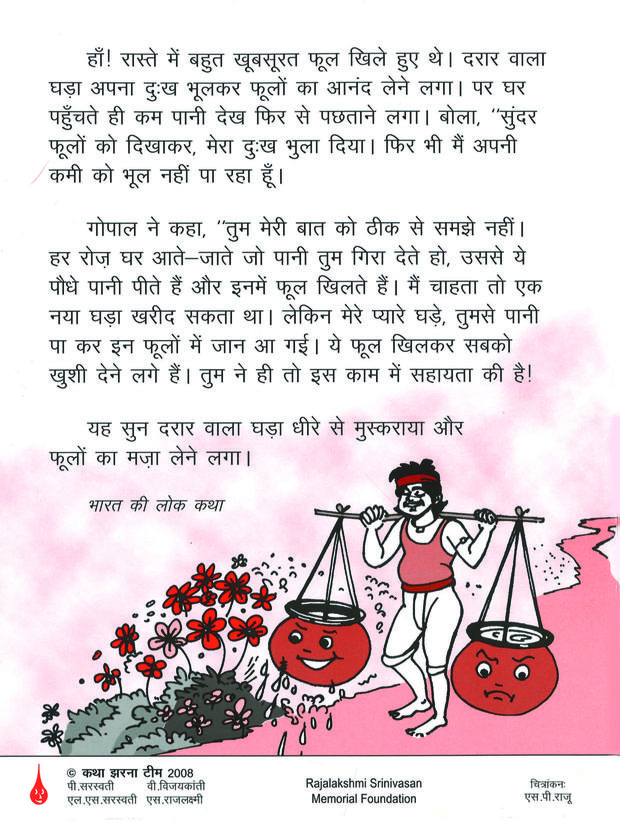 हाँ! रास्ते में बहुत खूबसूरत फूल खिले हुए थे। दरार वाला
घड़ा अपना दुःख भूलकर फूलों का आनंद लेने लगा। पर घर
पहुँचते ही कम पानी देख फिर से पछताने लगा। बोला, ‘‘सुंदर
फूलों को दिखाकर, मेरा दुःख भुला दिया। फिर भी मैं अपनी
कमी को भूल नहीं पा रहा हूँ।
गोपाल ने कहा, ‘‘तुम मेरी बात को ठीक से समझे नहीं।
हर रोज़ घर आते–जाते जो पानी तुम गिरा देते हो, उससे ये
पौधे पानी पीते हैं और इनमें फूल खिलते हैं। मैं चाहता तो एक
नया घड़ा खरीद सकता था। लेकिन मेरे प्यारे घड़े, तुमसे पानी
पा कर इन फूलों में जान आ गई। ये फूल खिलकर सबको
खुशी देने लगे हैं। तुम ने ही तो इस काम में सहायता की है!
यह सुन दरार वाला घड़ा धीरे से मुस्कराया और
फूलों का मज़ा लेने लगा।
भारत की लोक कथा
© कथा झरना टीम 2008
पी.सरस्वती वी.विजयकांती
एल.एस.सरस्वती एस.राजलक्ष्मी
Rajalakshmi Srinivasan
Memorial Foundation
चित्रांकनः
एस.पी.राजू